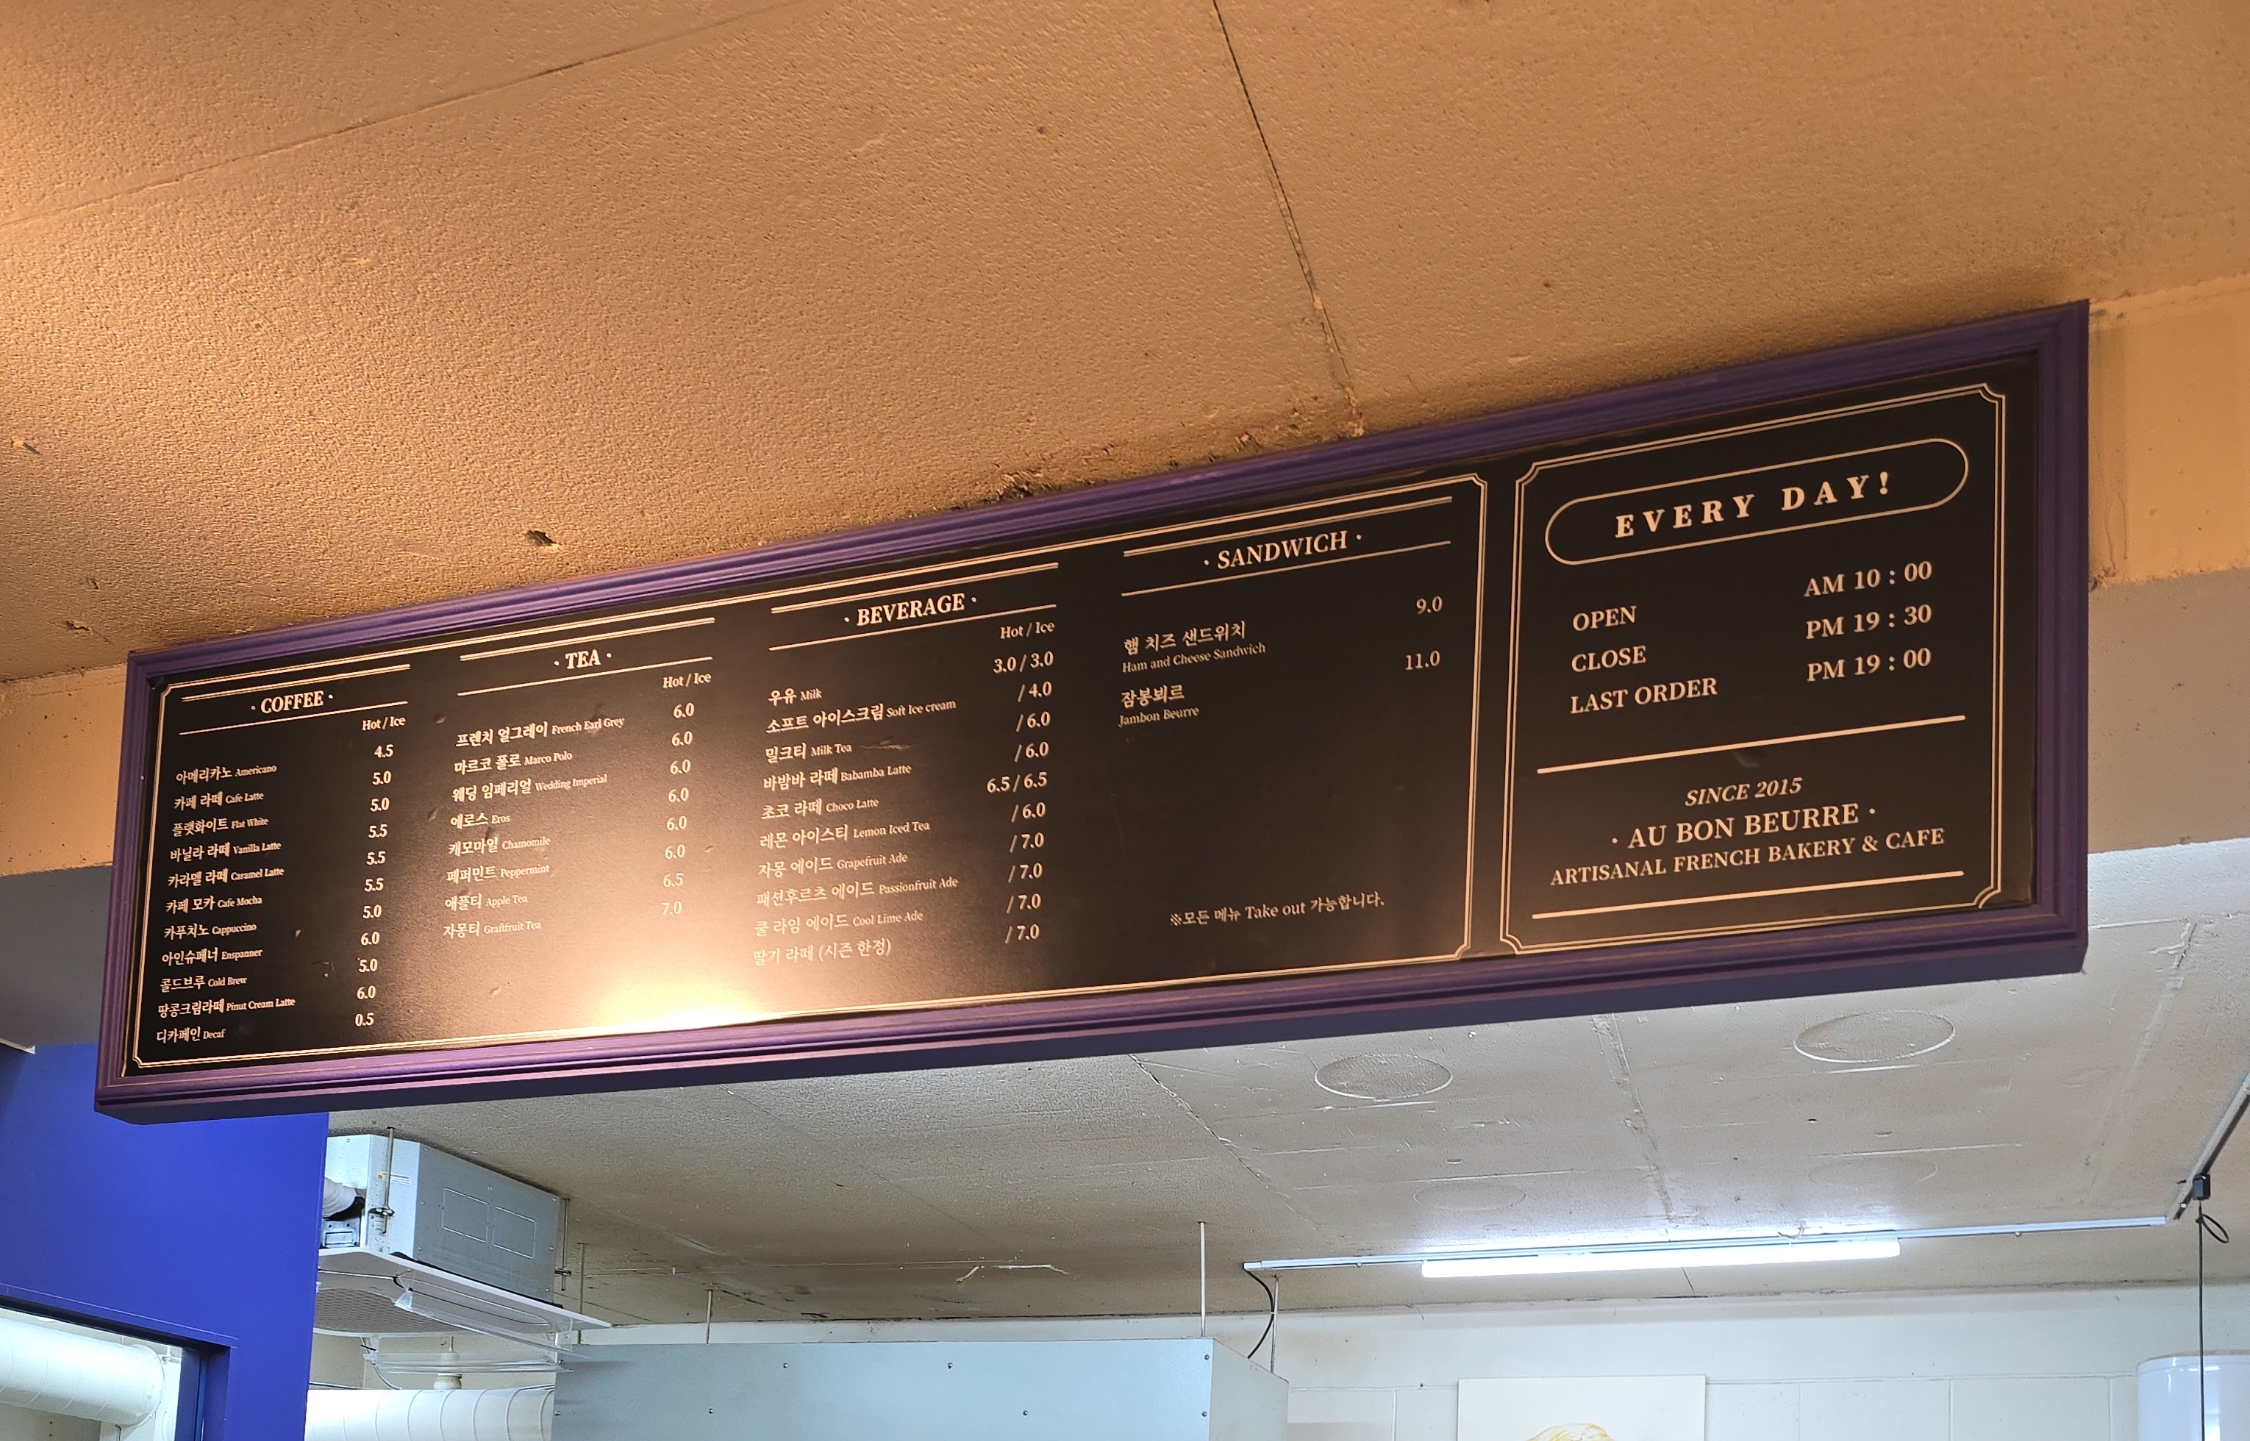 · COFFEE ·
Hot / Ice
아메리카노 Americano 4.5
카페 라떼 Cafe Latte 5.0
플랫화이트 Flat White 5.0
바닐라 라떼 Vanilla Latte 5.5
카라멜 라떼 Caramel Latte 5.5
카페 모카 Cafe Mocha 5.5
카푸치노 Cappuccino 5.0
아인슈페너 Enspanner 6.0
콜드브루 Cold Brew 5.0
땅콩크림라떼 Pinut Cream Latte 6.0
디카페인 Decaf 0.5
· TEA ·
Hot / Ice
프렌치 얼그레이 French Earl Grey 6.0
마르코 폴로 Marco Polo 6.0
웨딩 임페리얼 Wedding Imperial 6.0
에로스 Eros 6.0
캐모마일 Chamomile 6.0
페퍼민트 Peppermint 6.0
애플티 Apple Tea 6.5
자몽티 Graftfruit Tea 7.0
· BEVERAGE ·
Hot / Ice
우유 Milk 3.0 / 3.0
소프트 아이스크림 Soft Ice cream / 4.0
밀크티 Milk Tea / 6.0
바밤바 라떼 Babamba Latte / 6.0
초코 라떼 Choco Latte 6.5 / 6.5
레몬 아이스티 Lemon Iced Tea / 6.0
자몽 에이드 Grapefruit Ade / 7.0
패션후르츠 에이드 Passionfruit Ade / 7.0
쿨 라임 에이드 Cool Lime Ade / 7.0
딸기 라떼 (시즌 한정) / 7.0
· SANDWICH ·
햄 치즈 샌드위치 9.0
Ham and Cheese Sandwich
잠봉뵈르 11.0
Jambon Beurre
※모든 메뉴 Take out 가능합니다.
EVERY DAY!
OPEN AM 10 : 00
CLOSE PM 19 : 30
LAST ORDER PM 19 : 00
SINCE 2015
· AU BON BEURRE ·
ARTISANAL FRENCH BAKERY & CAFE